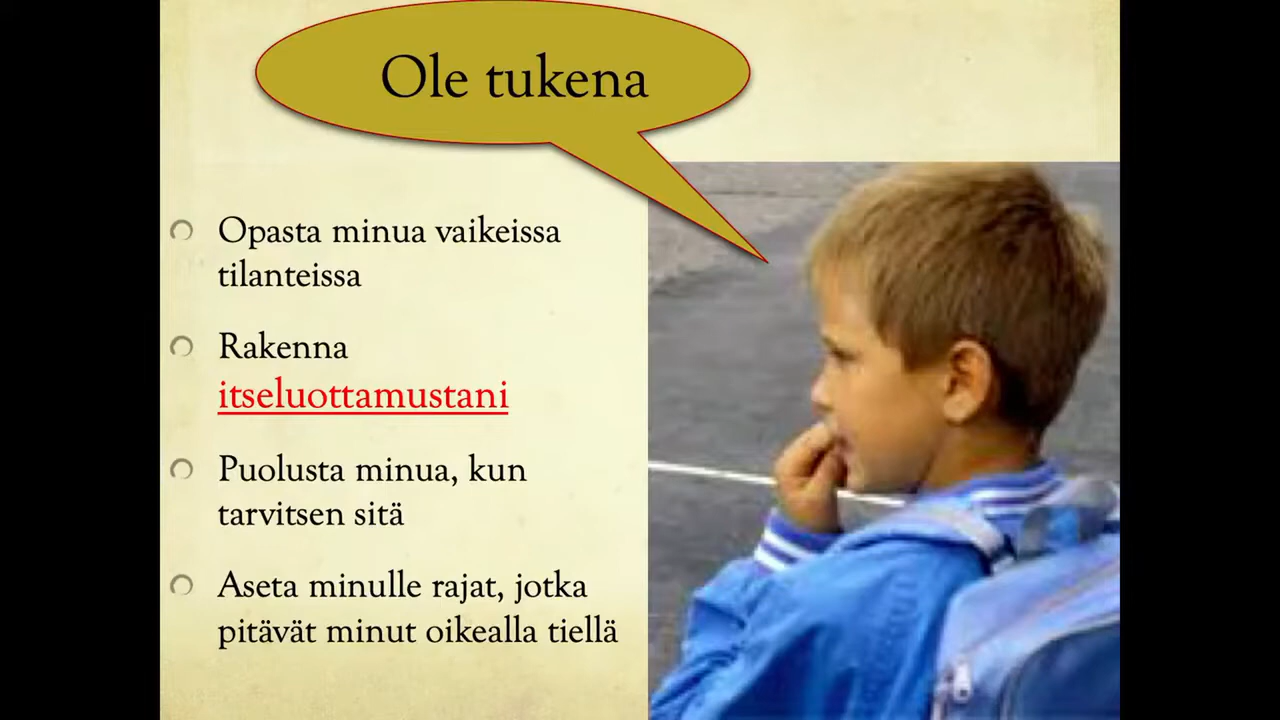 Ole tukena
Opasta minua vaikeissa
tilanteissa
Rakenna
itseluottamustani
Puolusta minua, kun
tarvitsen sitä
Aseta minulle rajat, jotka
pitävät minut oikealla tiellä